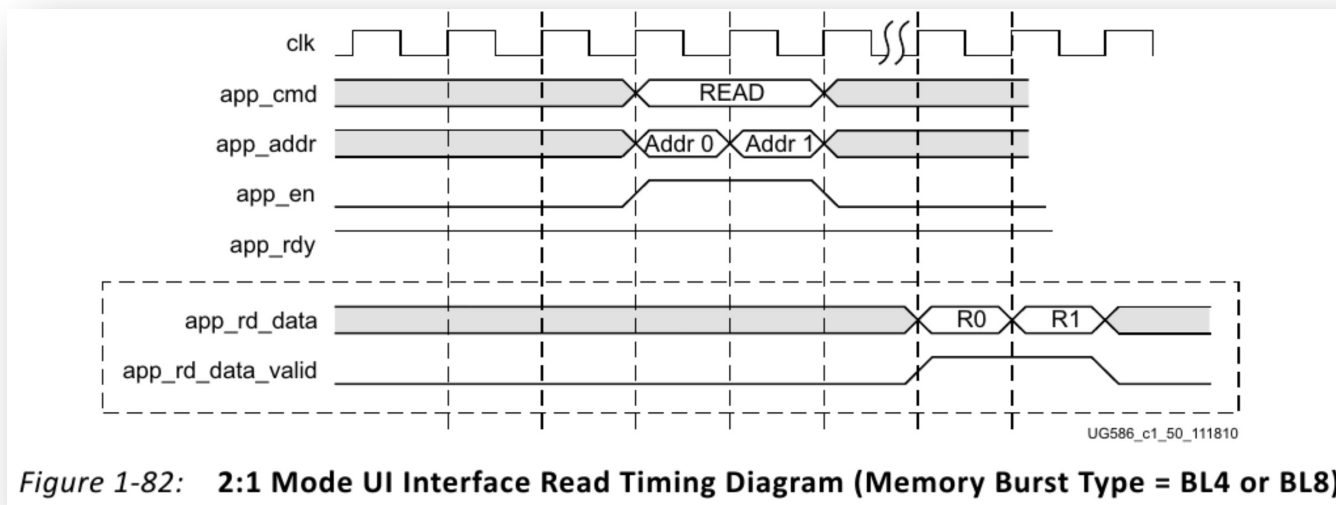 clk
app_cmd READ
app_addr Addr 0 Addr 1
app_en
app_rdy
app_rd_data R0 R1
app_rd_data_valid
UG586_c1_50_111810
Figure 1-82: 2:1 Mode UI Interface Read Timing Diagram (Memory Burst Type = BL4 or BL8)